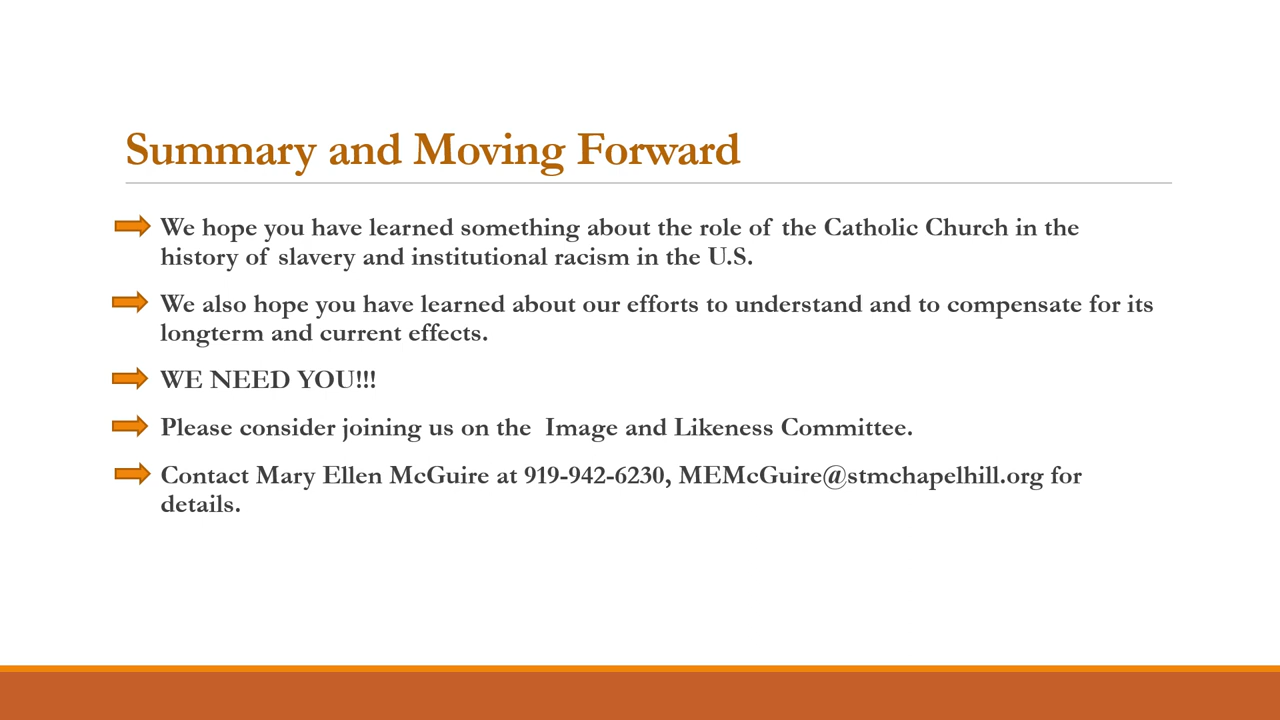 Summary and Moving Forward
We hope you have learned something about the role of the Catholic Church in the
history of slavery and institutional racism in the U.S.
We also hope you have learned about our efforts to understand and to compensate for its
longterm and current effects.
WE NEED YOU!!!
Please consider joining us on the  Image and Likeness Committee.
Contact Mary Ellen McGuire at 919-942-6230, MEMcGuire@stmchapelhill.org for
details.